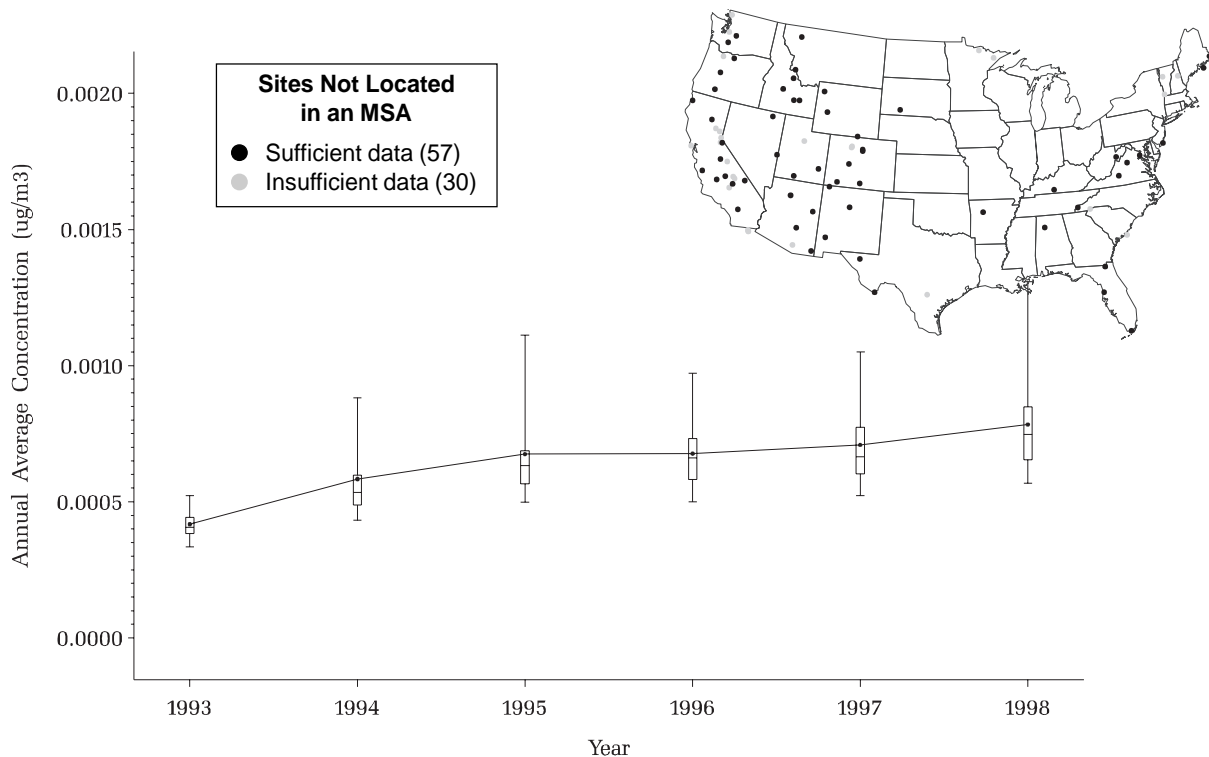 Sites Not Located
in an MSA
Sufficient data (57)
Insufficient data (30)
Annual Average Concentration (ug/m3)
0.0020
0.0015
0.0010
0.0005
0.0000
1993 1994 1995 1996 1997 1998
Year